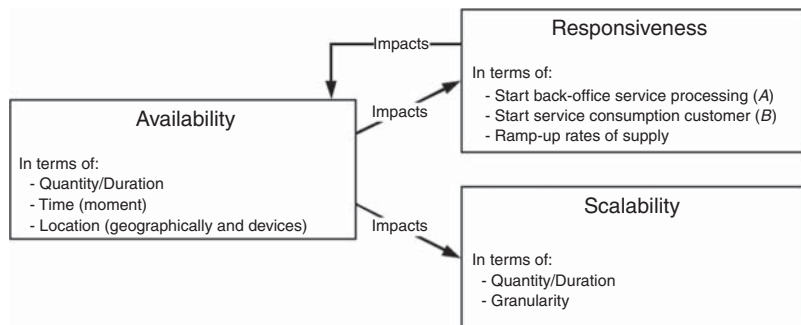 Responsiveness
In terms of:
- Start back-office service processing (A)
- Start service consumption customer (B)
- Ramp-up rates of supply
Impacts
Impacts
Availability
In terms of:
- Quantity/Duration
- Time (moment)
- Location (geographically and devices)
Impacts
Scalability
In terms of:
- Quantity/Duration
- Granularity